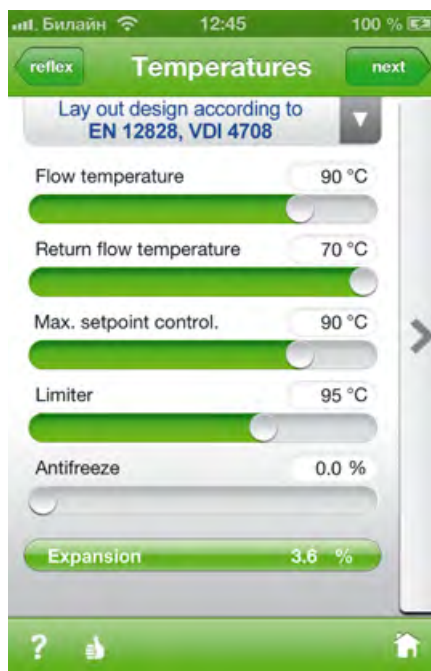 Билайн 12:45 100 %
reflex Temperatures next
Lay out design according to
EN 12828, VDI 4708
Flow temperature 90 °C
Return flow temperature 70 °C
Max. setpoint control. 90 °C
Limiter 95 °C
Antifreeze 0.0 %
Expansion 3.6 %
?